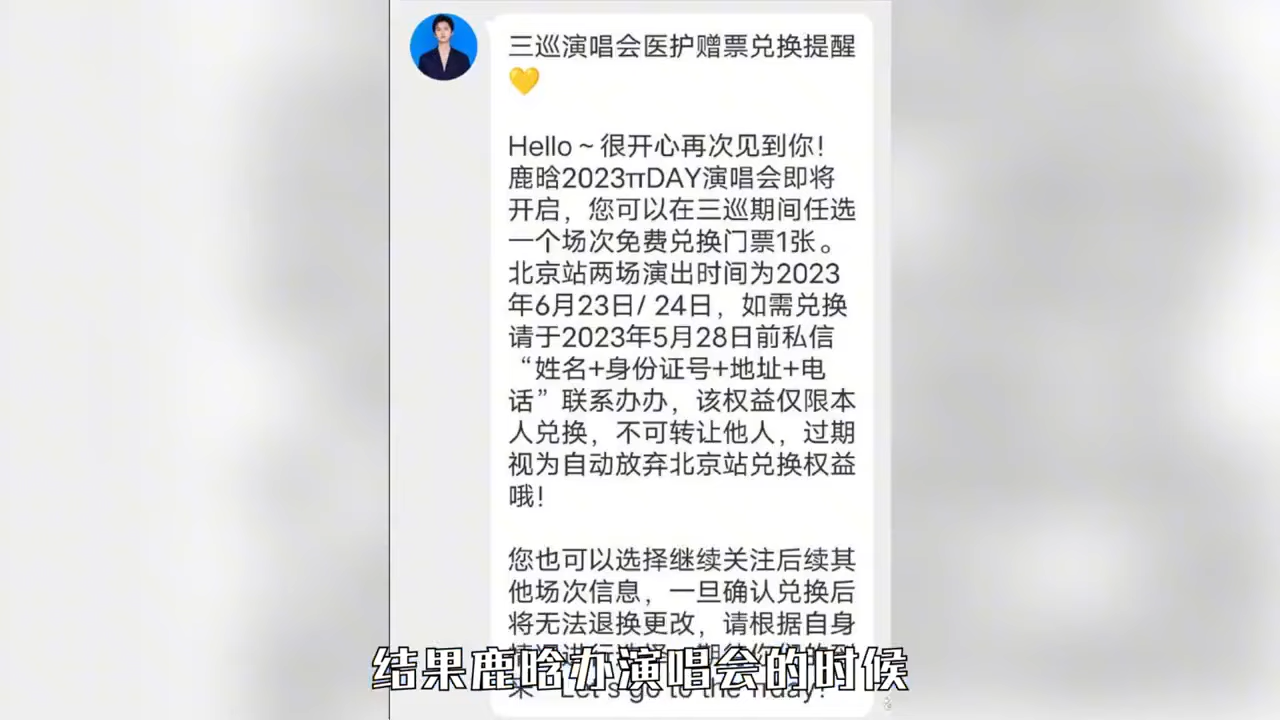 三巡演唱会医护赠票兑换提醒
💛
Hello～很开心再次见到你！
鹿晗2023πDAY演唱会即将
开启，您可以在三巡期间任选
一个场次免费兑换门票1张。
北京站两场演出时间为2023
年6月23日/ 24日，如需兑换
请于2023年5月28日前私信
“姓名+身份证号+地址+电
话”联系办办，该权益仅限本
人兑换，不可转让他人，过期
视为自动放弃北京站兑换权益
哦！
您也可以选择继续关注后续其
他场次信息，一旦确认兑换后
将无法退换更改，请根据自身
来～Let's go to the πday！
结果鹿晗办演唱会的时候